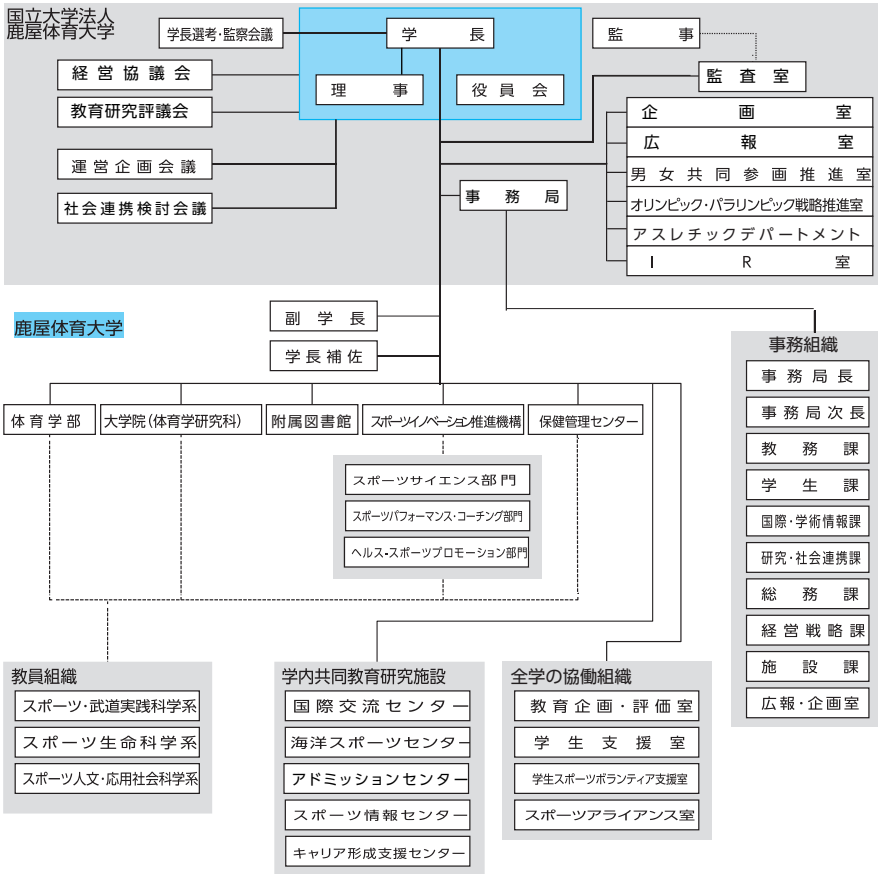 国立大学法人
鹿屋体育大学
学長選考・監察会議
学長
監事
経営協議会
理事
役員会
監査室
教育研究評議会
企画室
広報室
運営企画会議
男女共同参画推進室
事務局
社会連携検討会議
オリンピック・パラリンピック戦略推進室
アスレチックデパートメント
IR室
鹿屋体育大学
副学長
学長補佐
体育学部
大学院(体育学研究科)
附属図書館
スポーツイノベーション推進機構
保健管理センター
スポーツサイエンス部門
スポーツパフォーマンス・コーチング部門
ヘルス-スポーツプロモーション部門
事務組織
事務局長
事務局次長
教務課
学生課
国際・学術情報課
研究・社会連携課
総務課
経営戦略課
施設課
広報・企画室
教員組織
スポーツ・武道実践科学系
スポーツ生命科学系
スポーツ人文・応用社会科学系
学内共同教育研究施設
国際交流センター
海洋スポーツセンター
アドミッションセンター
スポーツ情報センター
キャリア形成支援センター
全学の協働組織
教育企画・評価室
学生支援室
学生スポーツボランティア支援室
スポーツアライアンス室